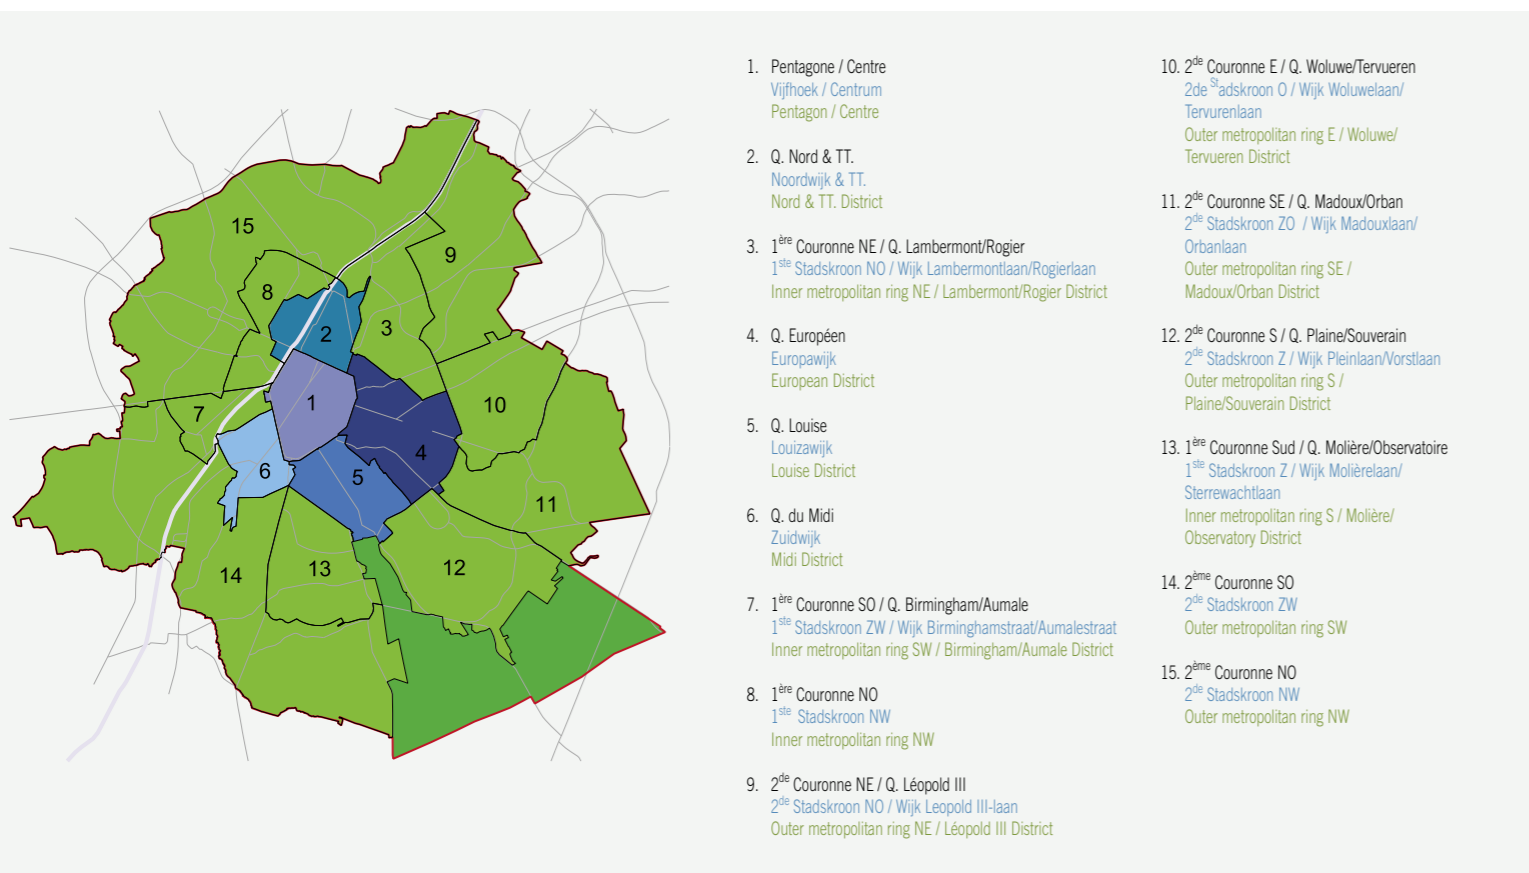 15
9
8
2
3
7
1
10
4
6
5
11
14
13
12
1. Pentagone / Centre
Vijfhoek / Centrum
Pentagon / Centre
2. Q. Nord & TT.
Noordwijk & TT.
Nord & TT. District
3. 1ère Couronne NE / Q. Lambermont/Rogier
1ste Stadskroon NO / Wijk Lambermontlaan/Rogierlaan
Inner metropolitan ring NE / Lambermont/Rogier District
4. Q. Européen
Europawijk
European District
5. Q. Louise
Louizawijk
Louise District
6. Q. du Midi
Zuidwijk
Midi District
7. 1ère Couronne SO / Q. Birmingham/Aumale
1ste Stadskroon ZW / Wijk Birminghamstraat/Aumalestraat
Inner metropolitan ring SW / Birmingham/Aumale District
8. 1ère Couronne NO
1ste Stadskroon NW
Inner metropolitan ring NW
9. 2de Couronne NE / Q. Léopold III
2de Stadskroon NO / Wijk Leopold III-laan
Outer metropolitan ring NE / Léopold III District
10. 2de Couronne E / Q. Woluwe/Tervueren
2de Stadskroon O / Wijk Woluwelaan/
Tervurenlaan
Outer metropolitan ring E / Woluwe/
Tervueren District
11. 2de Couronne SE / Q. Madoux/Orban
2de Stadskroon ZO / Wijk Madouxlaan/
Orbanlaan
Outer metropolitan ring SE /
Madoux/Orban District
12. 2de Couronne S / Q. Plaine/Souverain
2de Stadskroon Z / Wijk Pleinlaan/Vorstlaan
Outer metropolitan ring S /
Plaine/Souverain District
13. 1ère Couronne Sud / Q. Molière/Observatoire
1ste Stadskroon Z / Wijk Molièrelaan/
Sterrewachtlaan
Inner metropolitan ring S / Molière/
Observatory District
14. 2ème Couronne SO
2de Stadskroon ZW
Outer metropolitan ring SW
15. 2ème Couronne NO
2de Stadskroon NW
Outer metropolitan ring NW